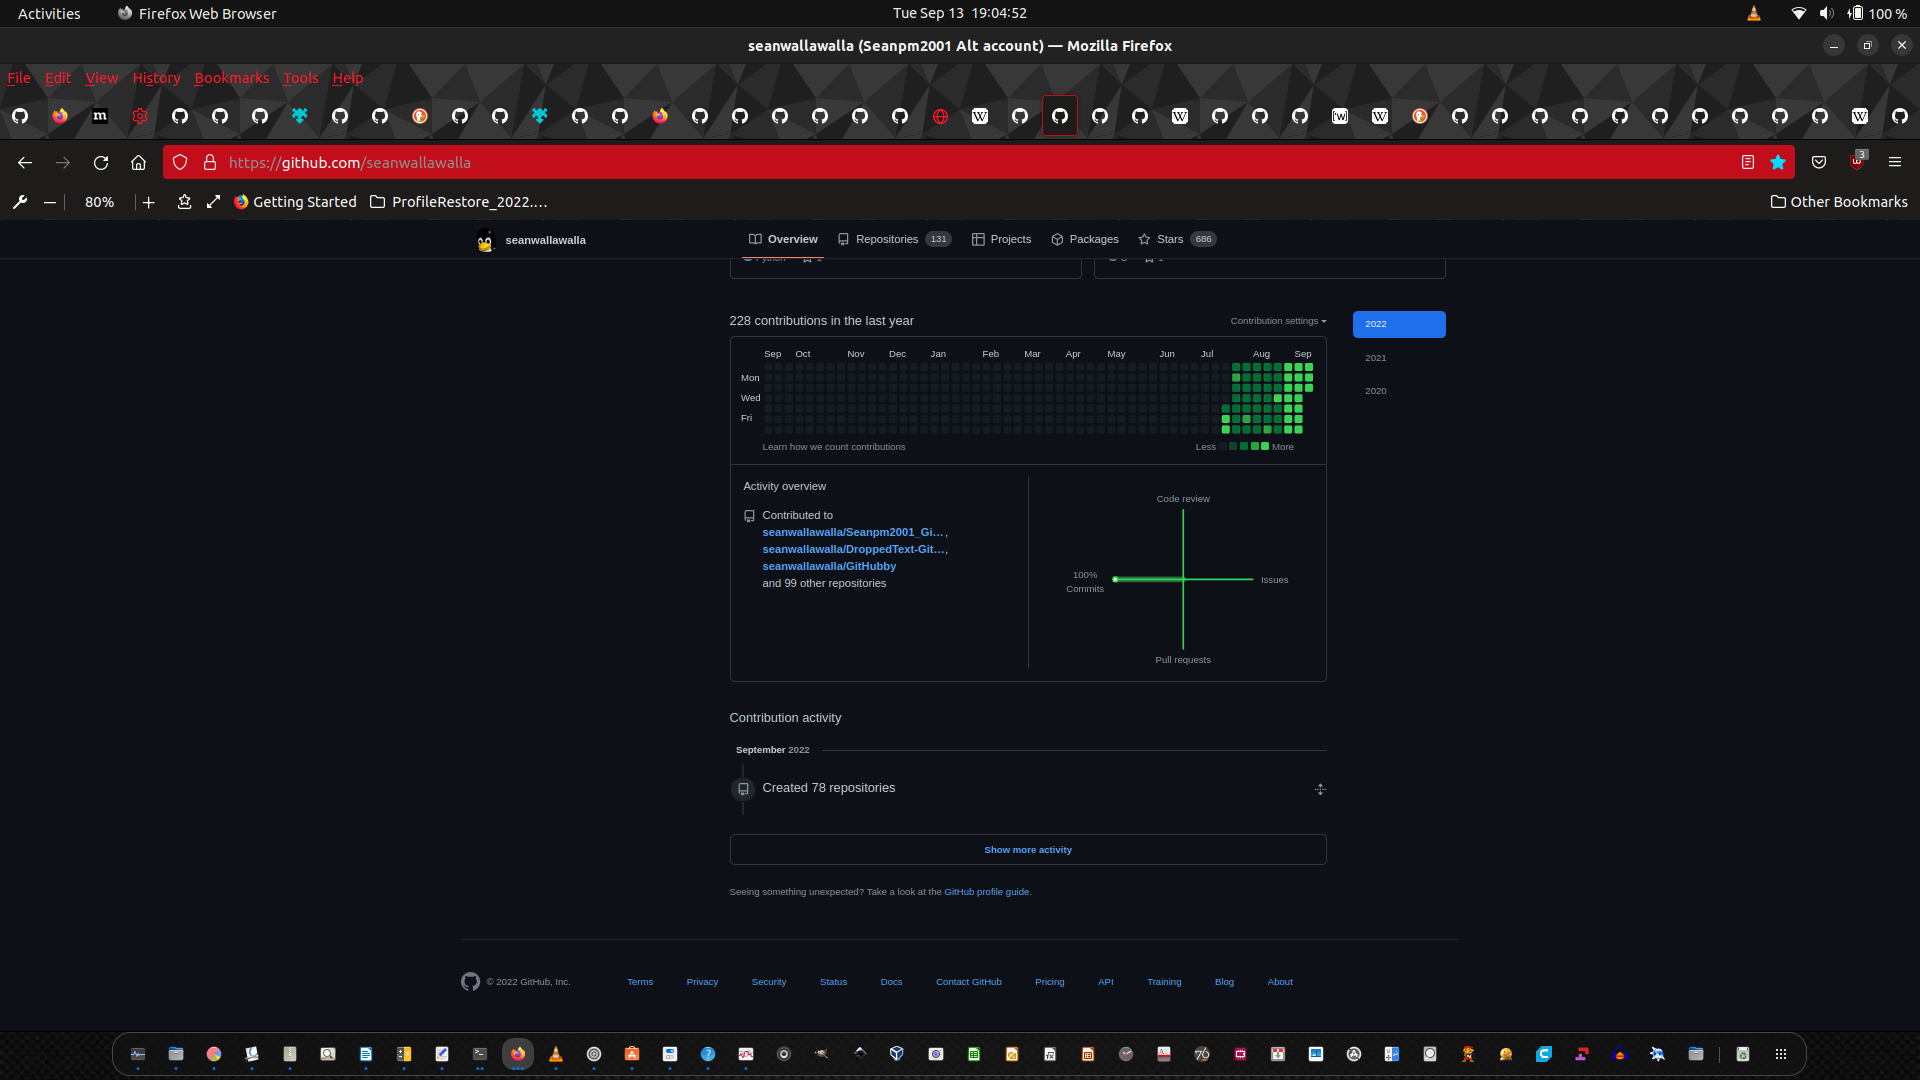 Activities Firefox Web Browser Tue Sep 13 19:04:52 100 %
seanwallawalla (Seanpm2001 Alt account) — Mozilla Firefox
File Edit View History Bookmarks Tools Help
https://github.com/seanwallawalla 3
80% Getting Started ProfileRestore_2022.... Other Bookmarks
seanwallawalla Overview Repositories 131 Projects Packages Stars 686
228 contributions in the last year Contribution settings 2022
2021
2020
Sep Oct Nov Dec Jan Feb Mar Apr May Jun Jul Aug Sep
Mon
Wed
Fri
Learn how we count contributions Less More
Activity overview
Contributed to
seanwallawalla/Seanpm2001_Gi…,
seanwallawalla/DroppedText-Git…,
seanwallawalla/GitHubby
and 99 other repositories
Code review
100%
Commits
Issues
Pull requests
Contribution activity
September 2022
Created 78 repositories
Show more activity
Seeing something unexpected? Take a look at the GitHub profile guide.
© 2022 GitHub, Inc. Terms Privacy Security Status Docs Contact GitHub Pricing API Training Blog About